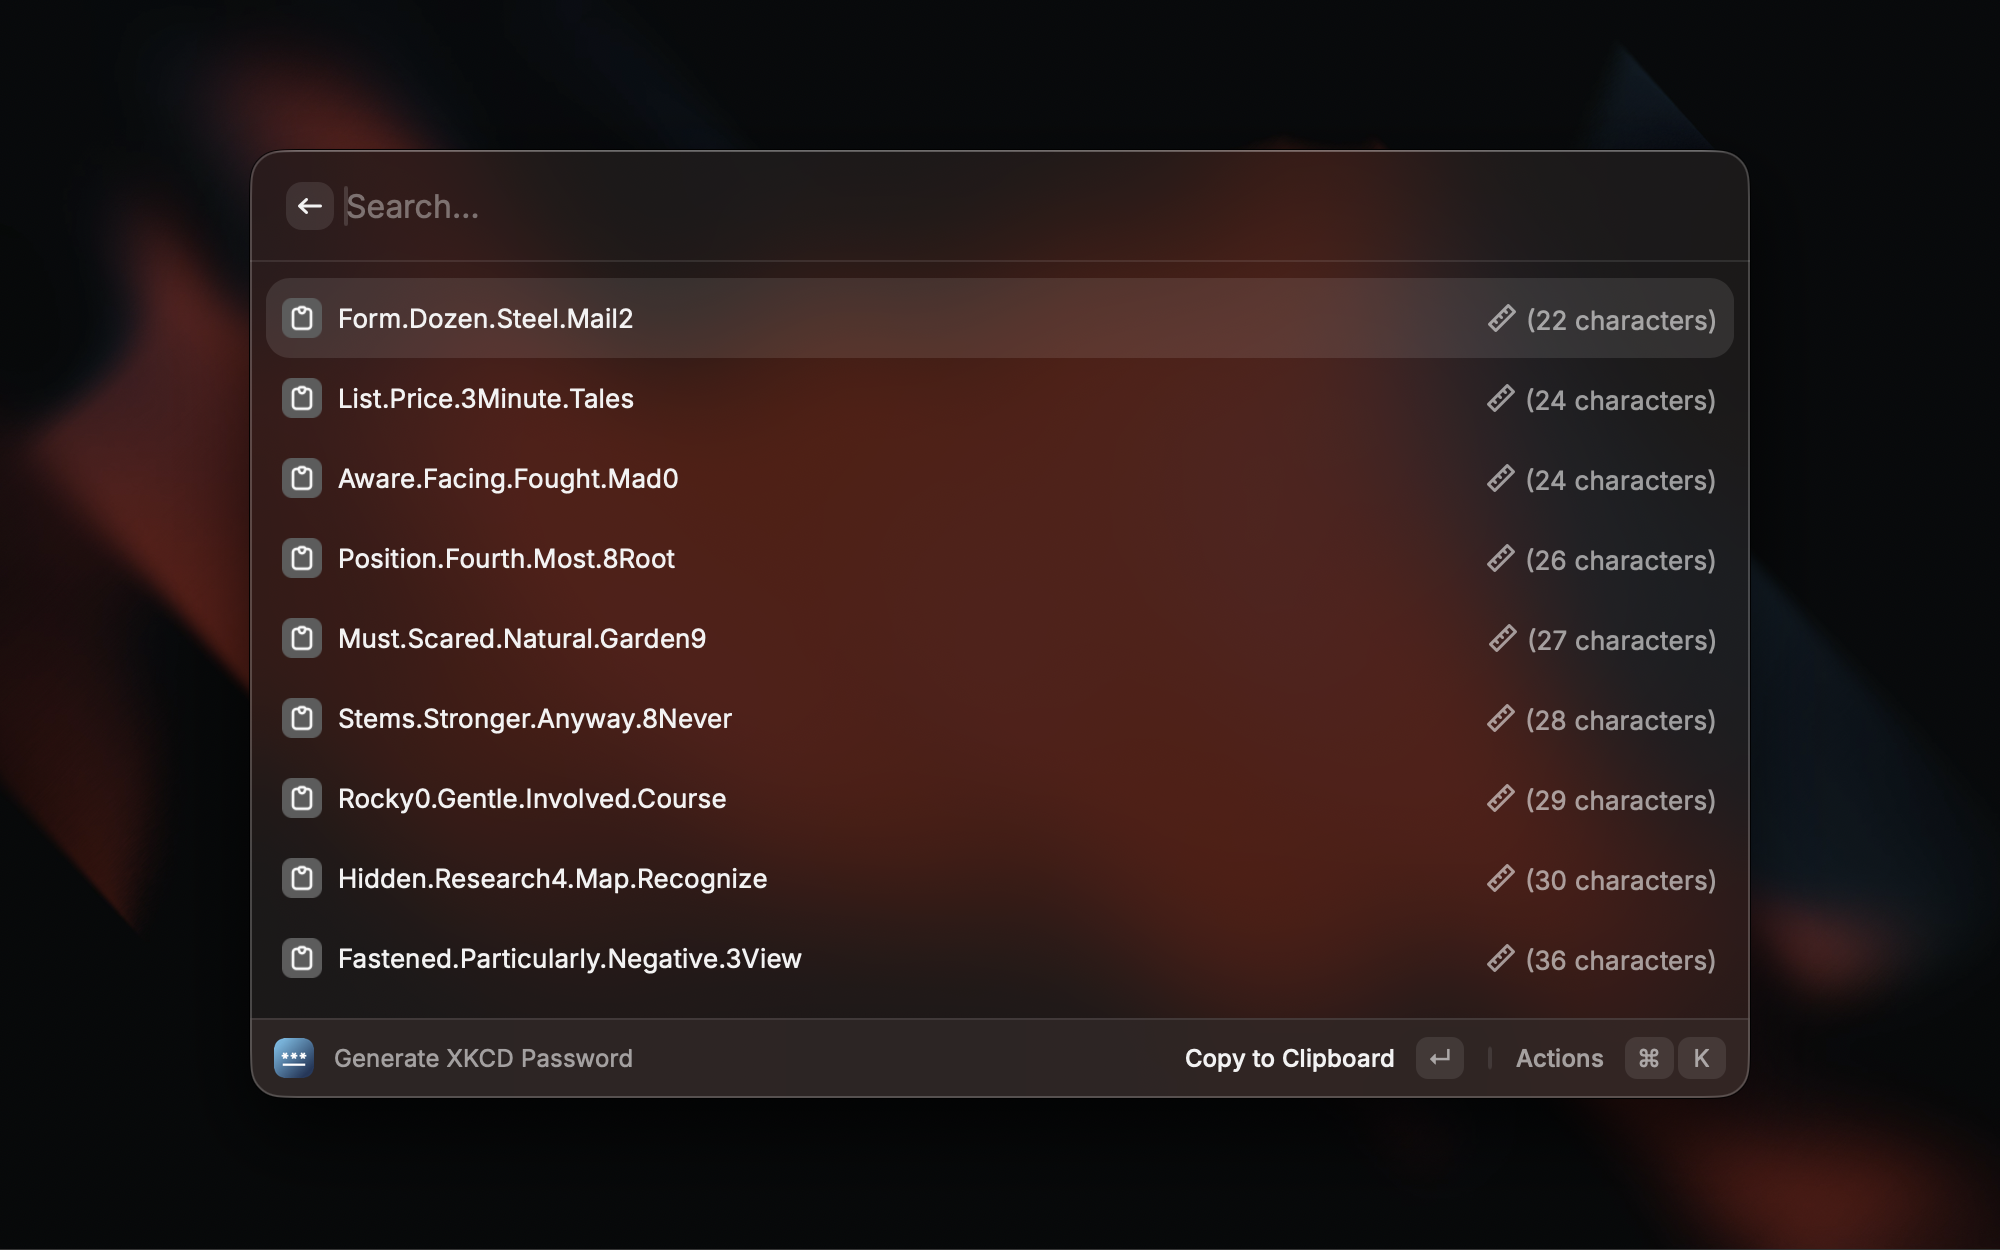 Search...
Form.Dozen.Steel.Mail2 (22 characters)
List.Price.3Minute.Tales (24 characters)
Aware.Facing.Fought.Mad0 (24 characters)
Position.Fourth.Most.8Root (26 characters)
Must.Scared.Natural.Garden9 (27 characters)
Stems.Stronger.Anyway.8Never (28 characters)
Rocky0.Gentle.Involved.Course (29 characters)
Hidden.Research4.Map.Recognize (30 characters)
Fastened.Particularly.Negative.3View (36 characters)
*** Generate XKCD Password Copy to Clipboard ↵ Actions ⌘ K